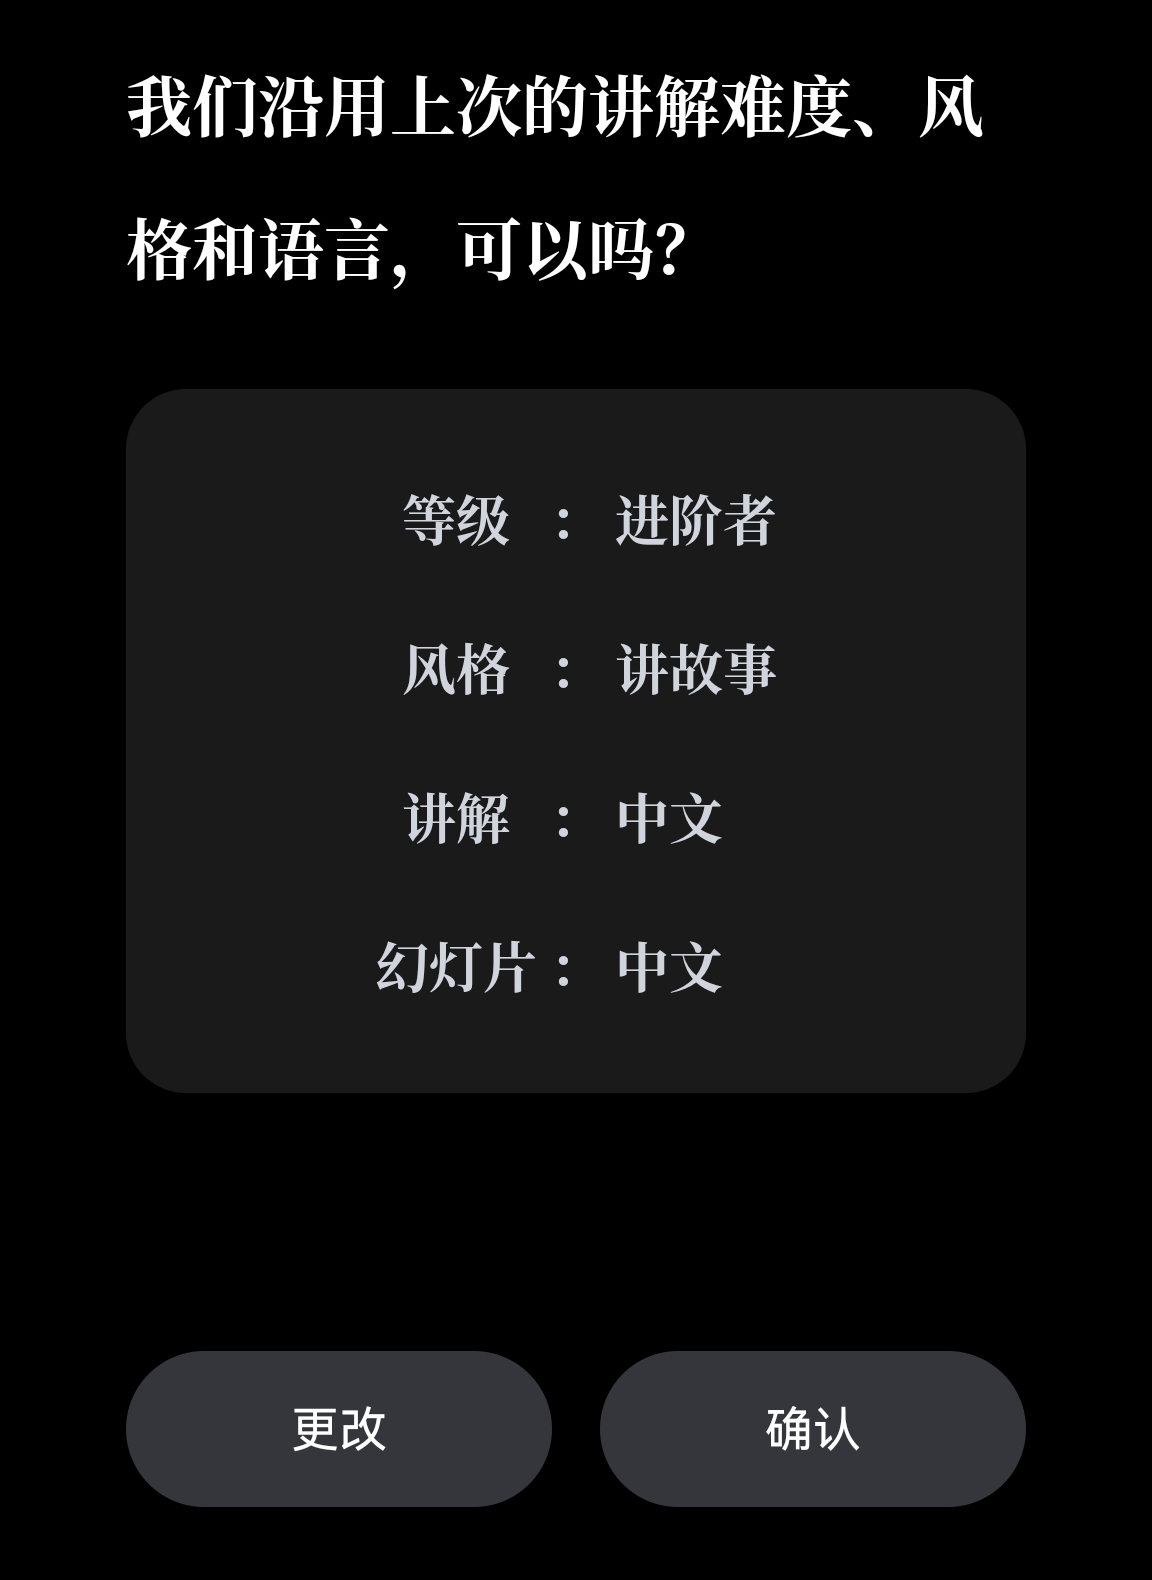 我们沿用上次的讲解难度、风
格和语言，可以吗？
等级 ： 进阶者
风格 ： 讲故事
讲解 ： 中文
幻灯片 ： 中文
更改
确认